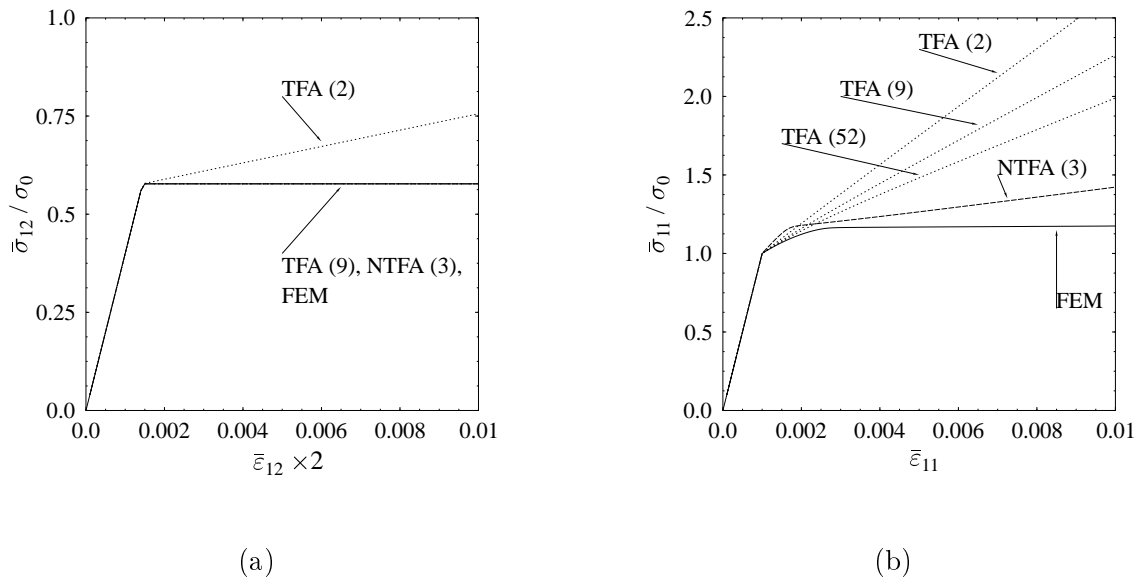 1.0
0.75
0.5
0.25
0.0
σ̄12 / σ0
TFA (2)
TFA (9), NTFA (3),
FEM
0.0 0.002 0.004 0.006 0.008 0.01
ε̄12 ×2
(a)
2.5
2.0
1.5
1.0
0.5
0.0
σ̄11 / σ0
TFA (2)
TFA (9)
TFA (52)
NTFA (3)
FEM
0.0 0.002 0.004 0.006 0.008 0.01
ε̄11
(b)